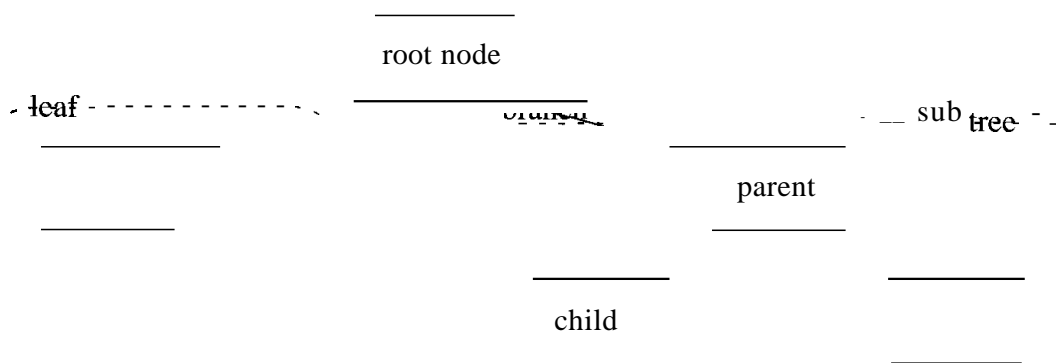 root node
leaf
sub
tree
parent
child